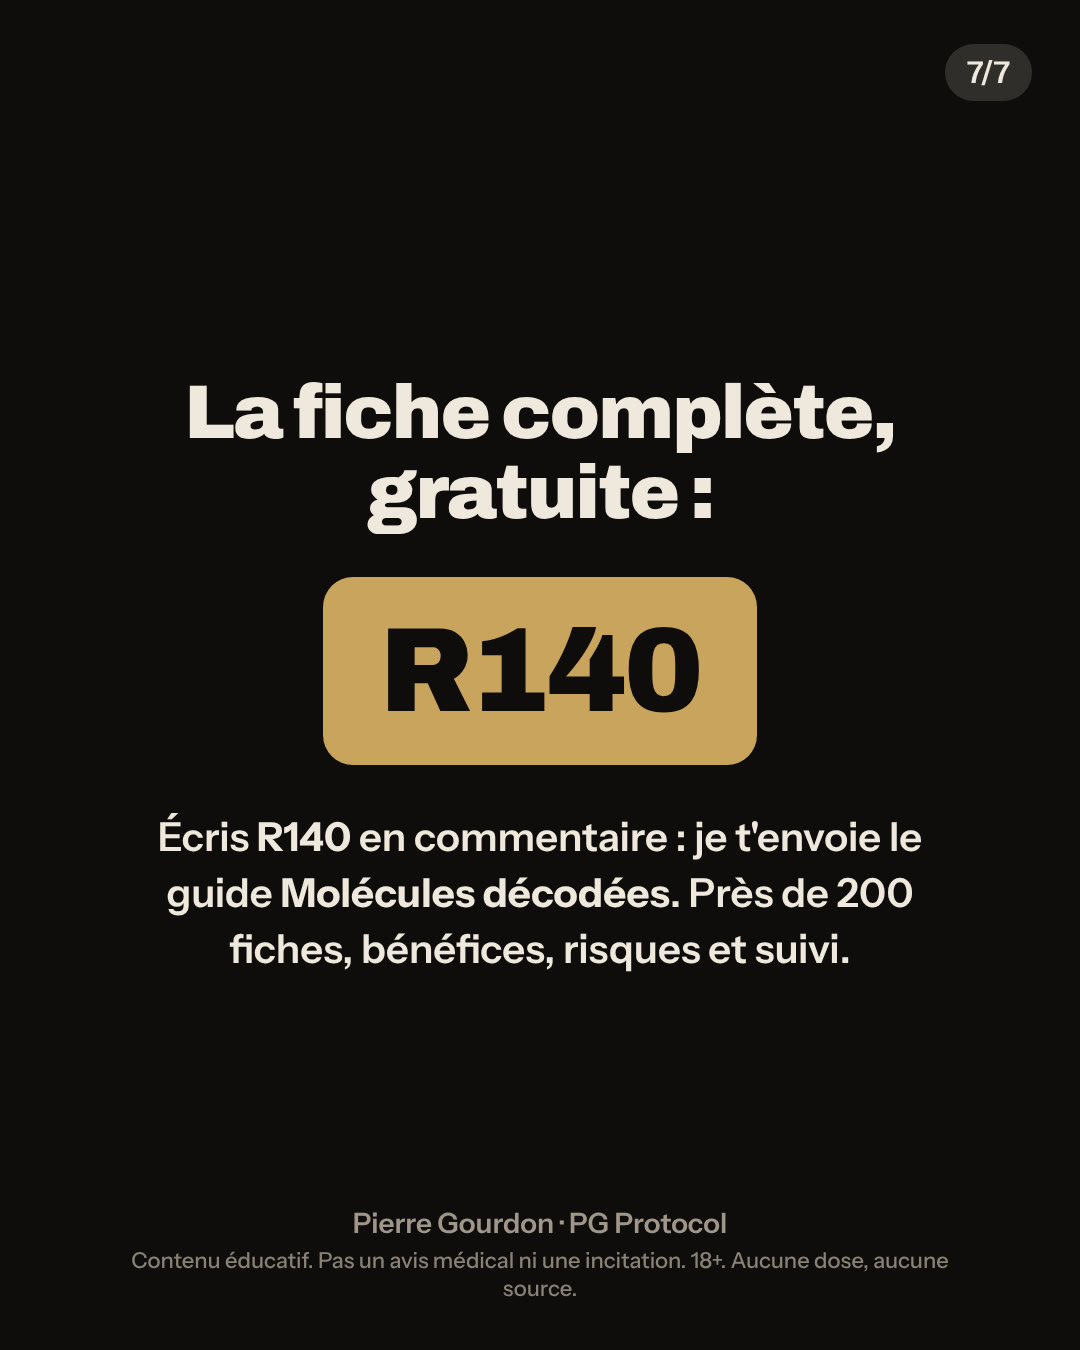 7/7
La fiche complète,
gratuite :
R140
Écris R140 en commentaire : je t'envoie le
guide Molécules décodées. Près de 200
fiches, bénéfices, risques et suivi.
Pierre Gourdon · PG Protocol
Contenu éducatif. Pas un avis médical ni une incitation. 18+. Aucune dose, aucune
source.